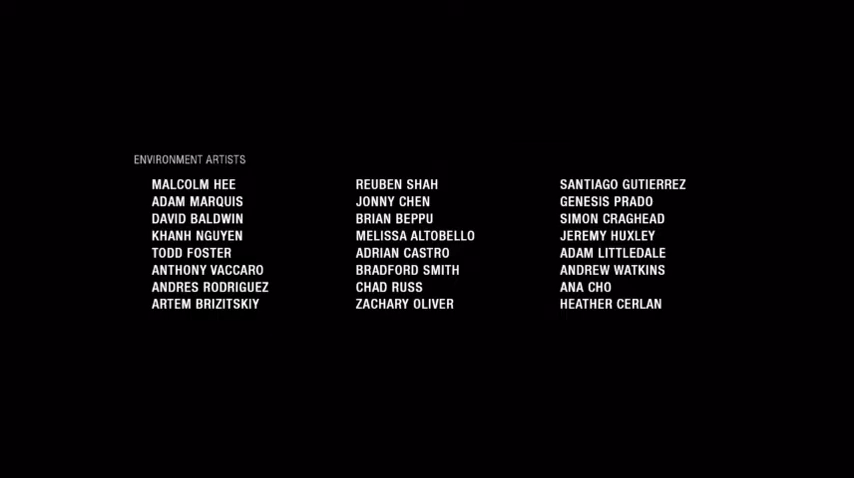 ENVIRONMENT ARTISTS
MALCOLM HEE
ADAM MARQUIS
DAVID BALDWIN
KHANH NGUYEN
TODD FOSTER
ANTHONY VACCARO
ANDRES RODRIGUEZ
ARTEM BRIZITSKIY
REUBEN SHAH
JONNY CHEN
BRIAN BEPPU
MELISSA ALTOBELLO
ADRIAN CASTRO
BRADFORD SMITH
CHAD RUSS
ZACHARY OLIVER
SANTIAGO GUTIERREZ
GENESIS PRADO
SIMON CRAGHEAD
JEREMY HUXLEY
ADAM LITTLEDALE
ANDREW WATKINS
ANA CHO
HEATHER CERLAN